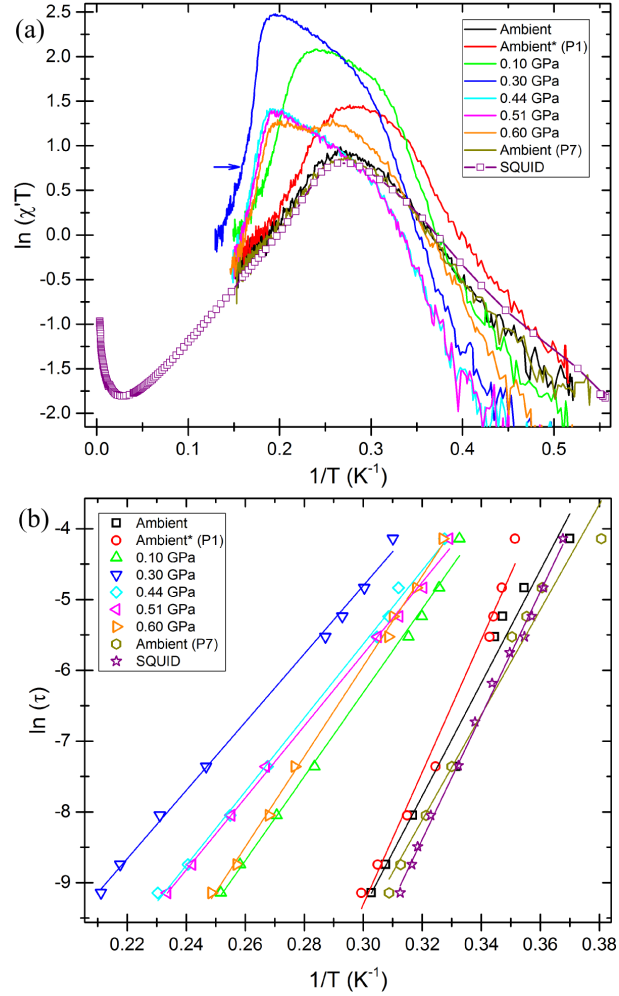 (a)
2.5
2.0
1.5
1.0
0.5
0.0
-0.5
-1.0
-1.5
-2.0
ln (χ'T)
Ambient
Ambient* (P1)
0.10 GPa
0.30 GPa
0.44 GPa
0.51 GPa
0.60 GPa
Ambient (P7)
SQUID
0.0 0.1 0.2 0.3 0.4 0.5
1/T (K⁻¹)
(b)
-4
-5
-6
-7
-8
-9
ln (τ)
Ambient
Ambient* (P1)
0.10 GPa
0.30 GPa
0.44 GPa
0.51 GPa
0.60 GPa
Ambient (P7)
SQUID
0.22 0.24 0.26 0.28 0.30 0.32 0.34 0.36 0.38
1/T (K⁻¹)